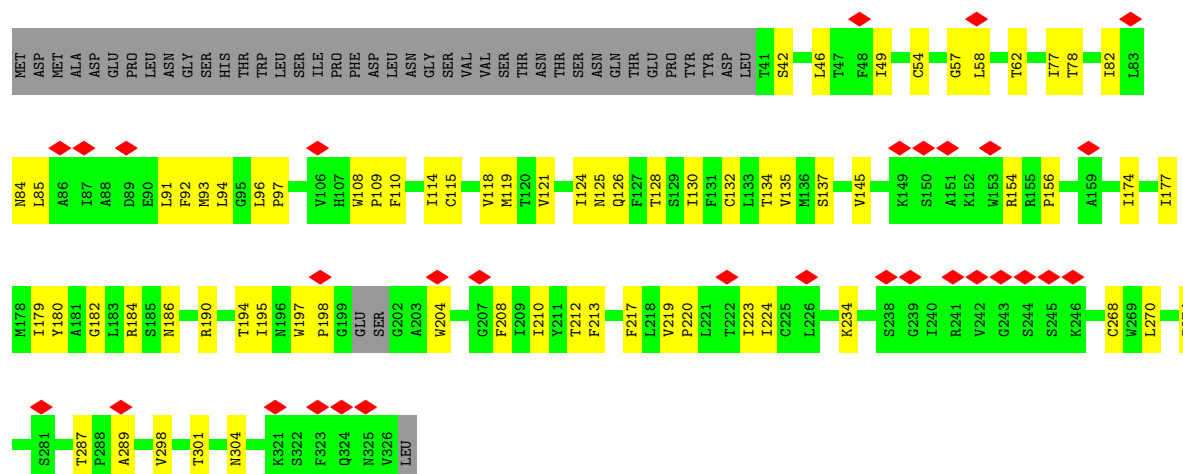 MET ASP MET ALA ASP GLU PRO LEU ASN GLY SER HIS THR TRP LEU SER ILE PRO PHE ASP LEU ASN GLY SER VAL VAL SER THR ASN THR SER ASN GLN THR GLU PRO TYR TYR ASP LEU T41 S42 L46 T47 F48 I49 C54 G57 L58 T62 I77 T78 I82 L83
N84 L85 A86 I87 A88 D89 E90 L91 F92 M93 L94 G95 L96 P97 V106 H107 W108 P109 F110 I114 C115 V118 M119 T120 V121 I124 N125 Q126 F127 T128 S129 I130 F131 C132 L133 T134 V135 M136 S137 V145 K149 S150 A151 K152 W153 R154 R155 P156 A159 I174 I177
M178 I179 Y180 A181 G182 L183 R184 S185 N186 R190 T194 I195 N196 W197 P198 G199 GLU SER G202 A203 W204 G207 F208 I209 I210 Y211 T212 F213 F217 L218 V219 P220 L221 T222 I223 I224 C225 L226 K234 S238 G239 I240 R241 V242 G243 S244 S245 K246 C268 W269 L270
S281 T287 P288 A289 V298 T301 N304 K321 S322 F323 Q324 N325 V326 LEU